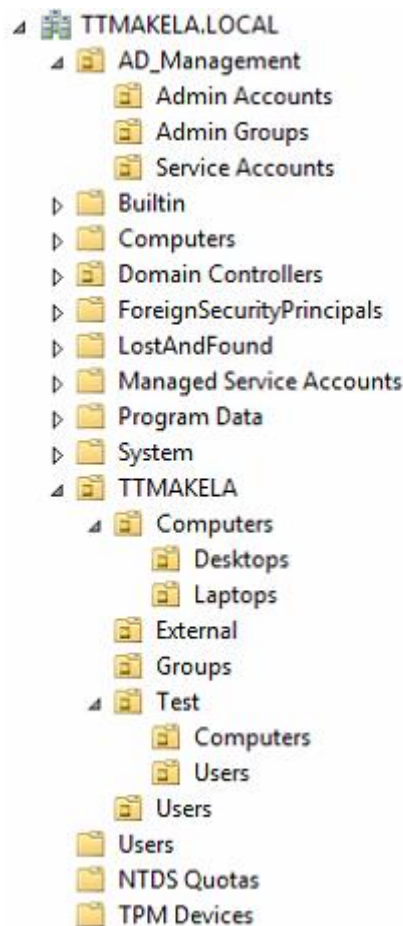 TTMAKELA.LOCAL
AD_Management
Admin Accounts
Admin Groups
Service Accounts
Builtin
Computers
Domain Controllers
ForeignSecurityPrincipals
LostAndFound
Managed Service Accounts
Program Data
System
TTMAKELA
Computers
Desktops
Laptops
External
Groups
Test
Computers
Users
Users
Users
NTDS Quotas
TPM Devices